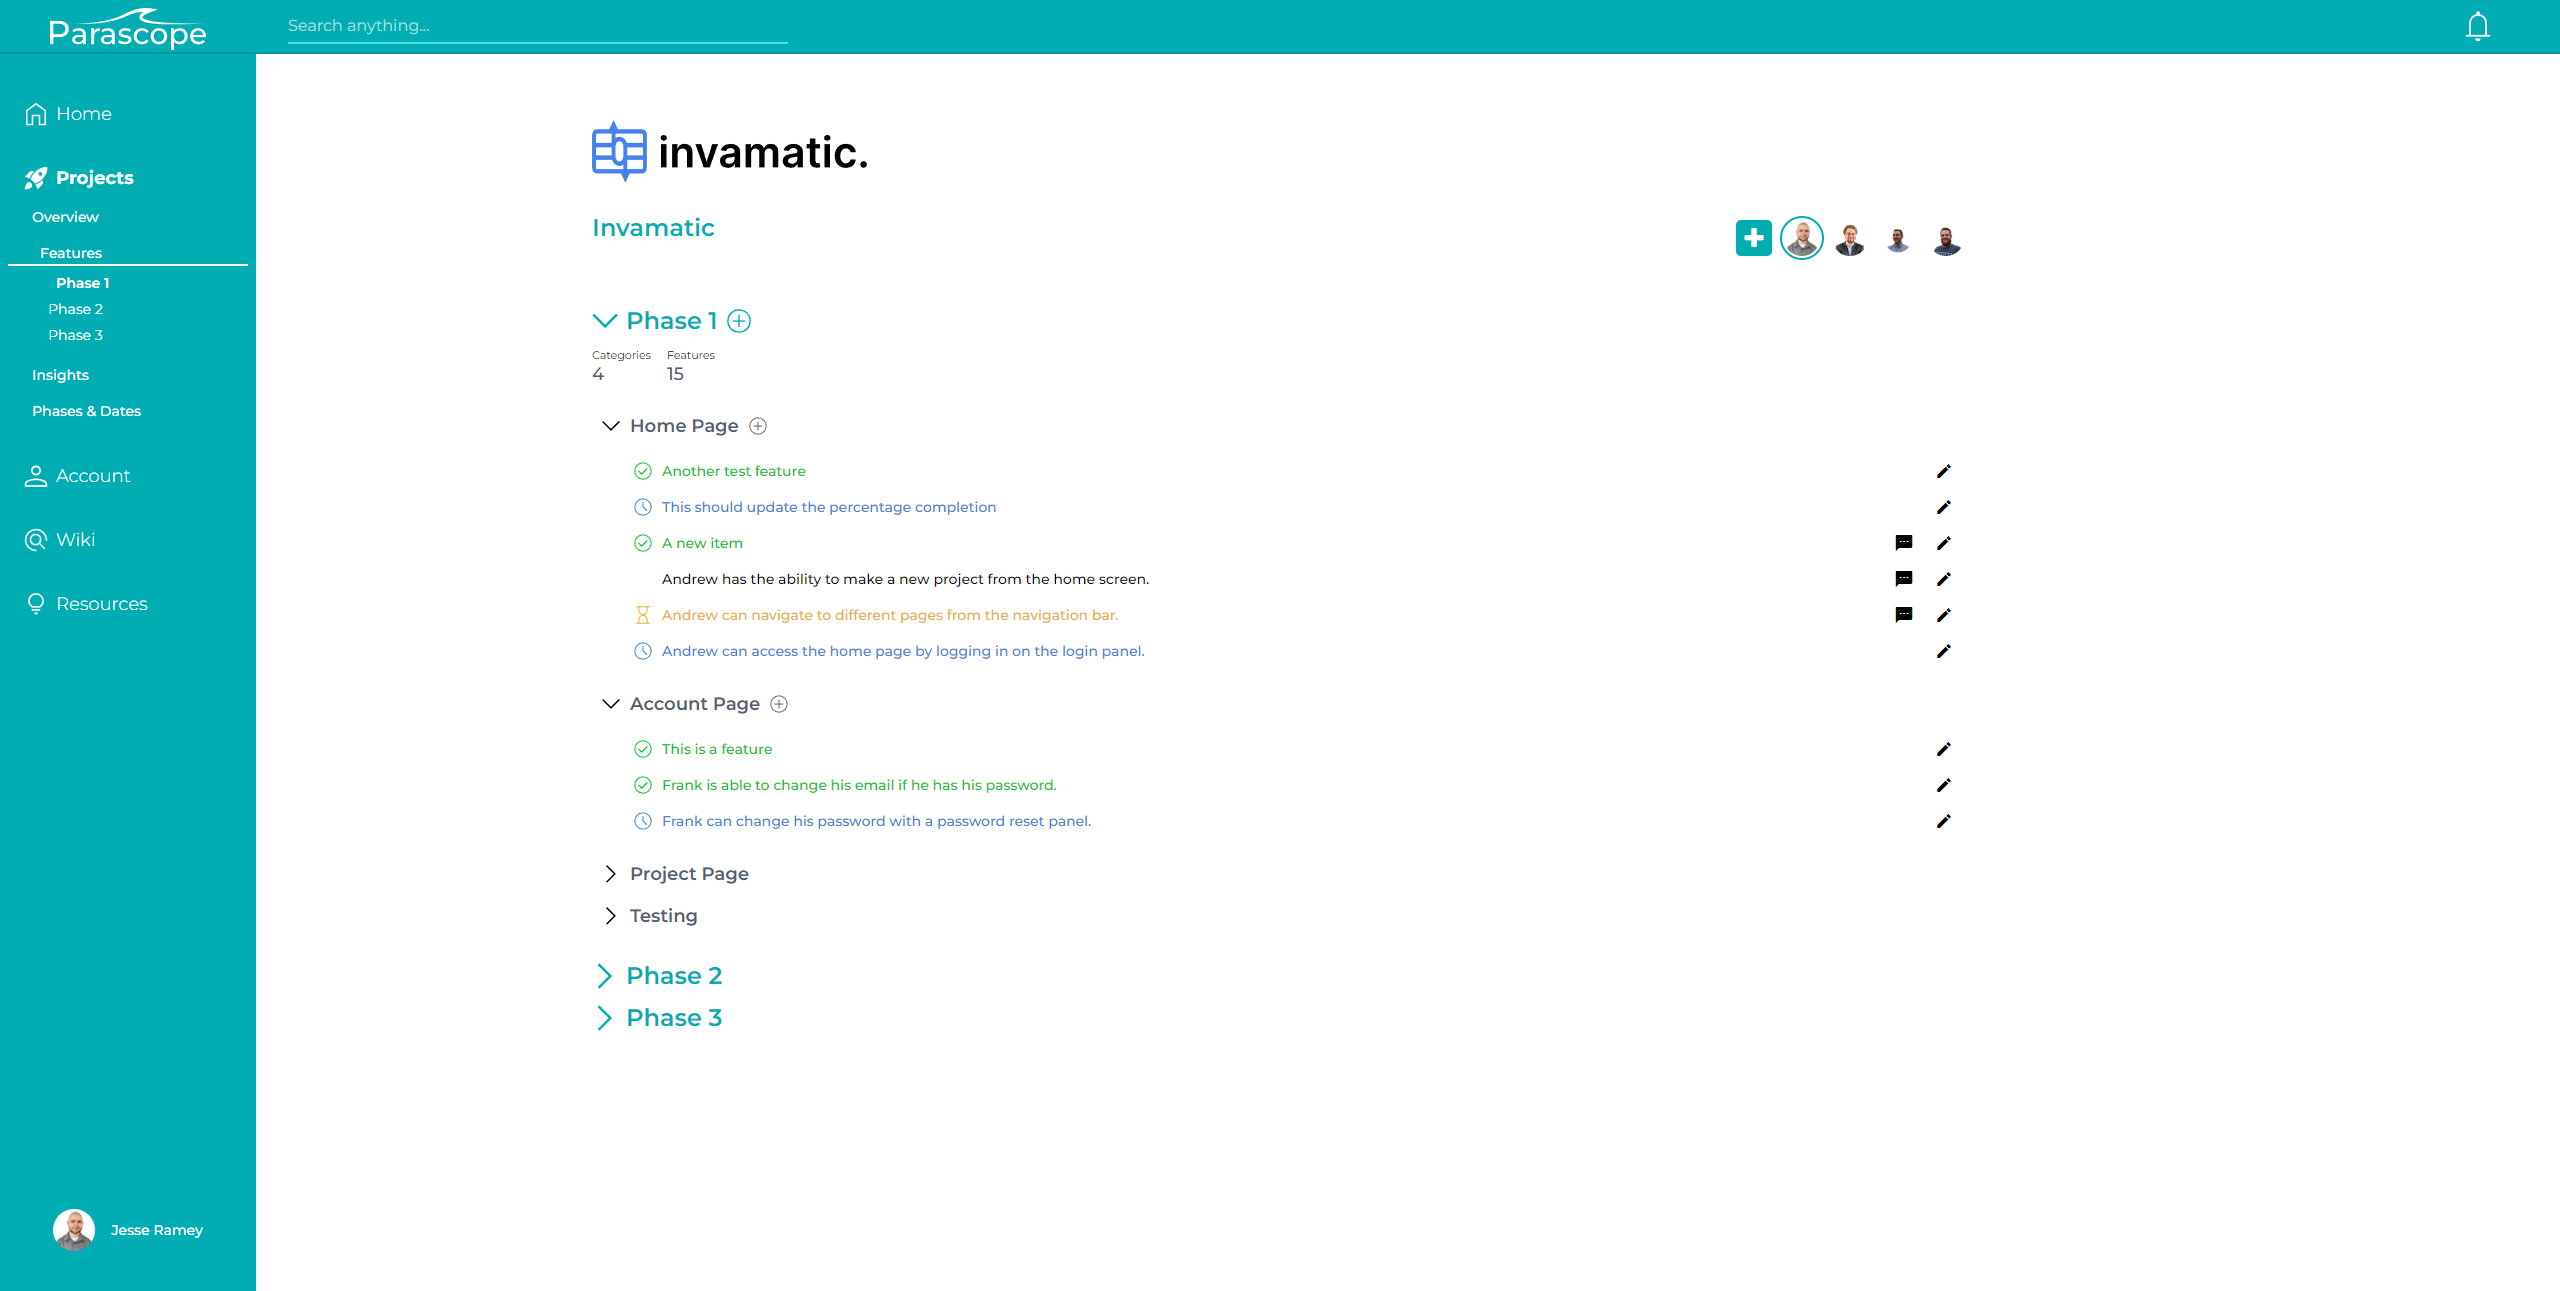 Parascope
Search anything...
Home
Projects
Overview
Features
Phase 1
Phase 2
Phase 3
Insights
Phases & Dates
Account
Wiki
Resources
Jesse Ramey
invamatic.
Invamatic
Phase 1
Categories Features
4 15
Home Page
Another test feature
This should update the percentage completion
A new item
Andrew has the ability to make a new project from the home screen.
Andrew can navigate to different pages from the navigation bar.
Andrew can access the home page by logging in on the login panel.
Account Page
This is a feature
Frank is able to change his email if he has his password.
Frank can change his password with a password reset panel.
Project Page
Testing
Phase 2
Phase 3